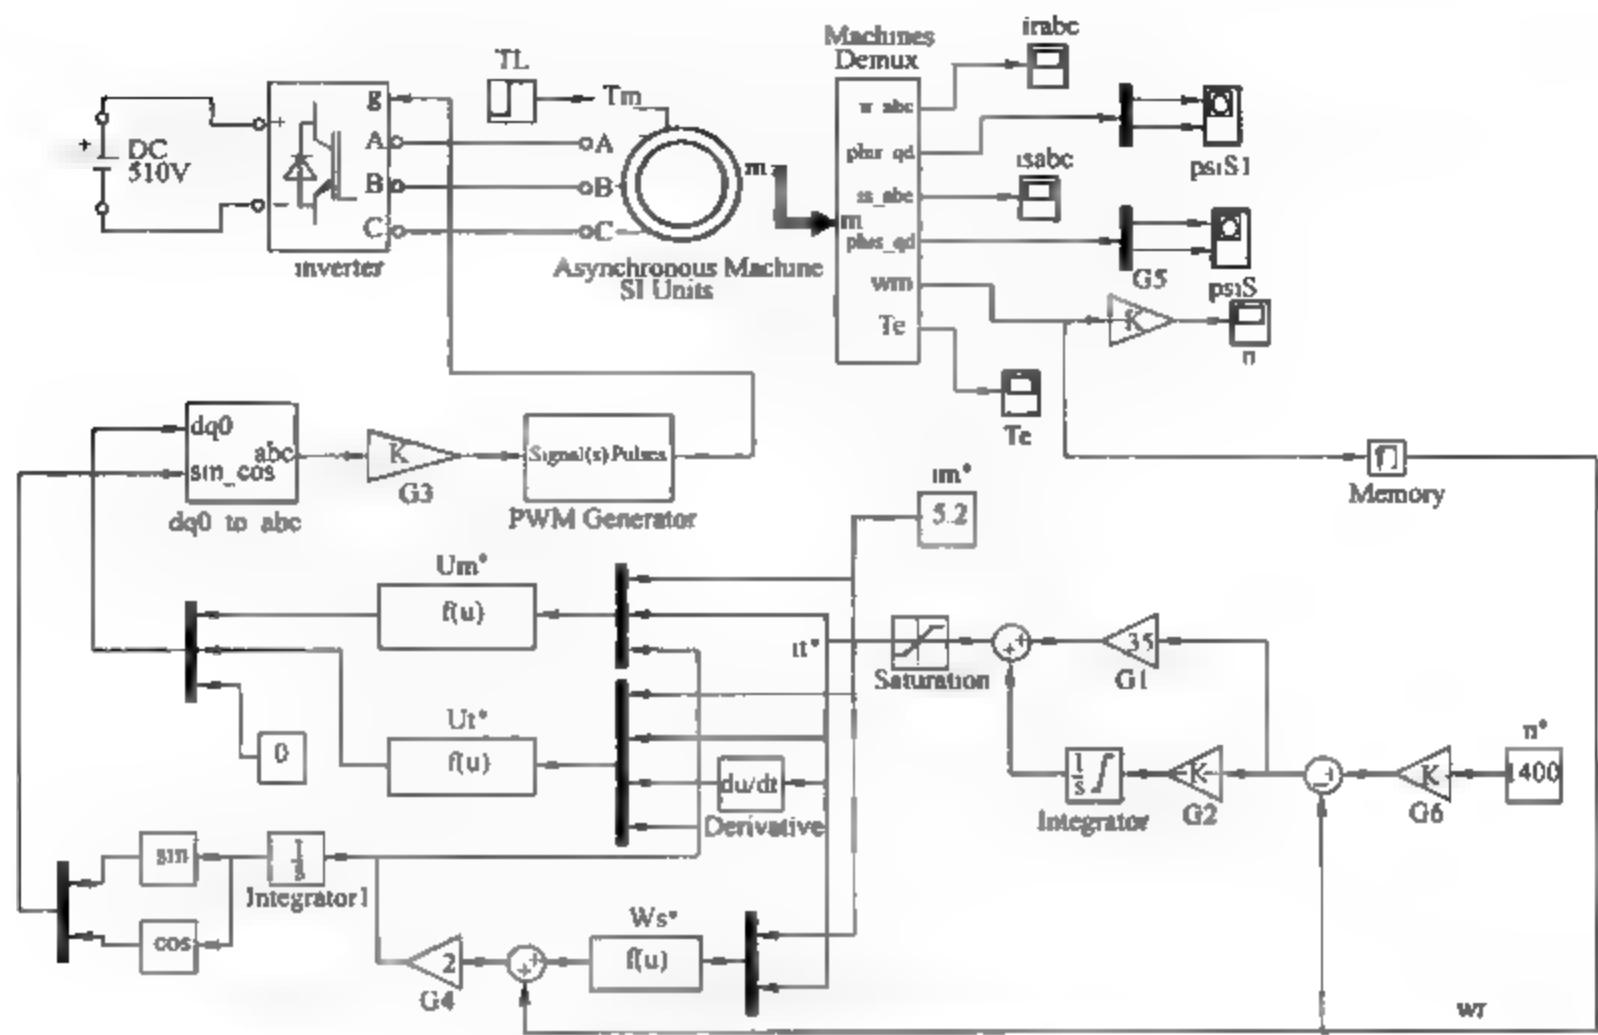 TL
Machines
Demux
irabc
g
Tm
ir_abc
+
DC
510V
+
A
A
m
phir_qd
psiS1
isabc
B
B
is_abc
−
m
C
C
phis_qd
inverter
Asynchronous Machine
SI Units
wm
G5
psiS
Te
K
n
Te
dq0
abc
sin_cos
K
Signal(s) Pulses
G3
Memory
dq0 to abc
PWM Generator
im*
5.2
Um*
f(u)
it*
Saturation
+
+
35
G1
Ut*
f(u)
0
du/dt
Derivative
1
s
Integrator
K
G2
+
−
K
G6
n*
1400
sin
1
s
Integrator1
cos
Ws*
f(u)
2
G4
+
+
wr